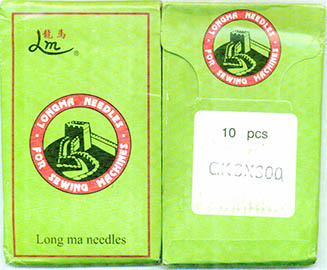 龍 馬
Lm ®
LONGMA NEEDLES
FOR SEWING MACHINES
Long ma needles
LONGMA NEEDLES
FOR SEWING MACHINES
10 pcs